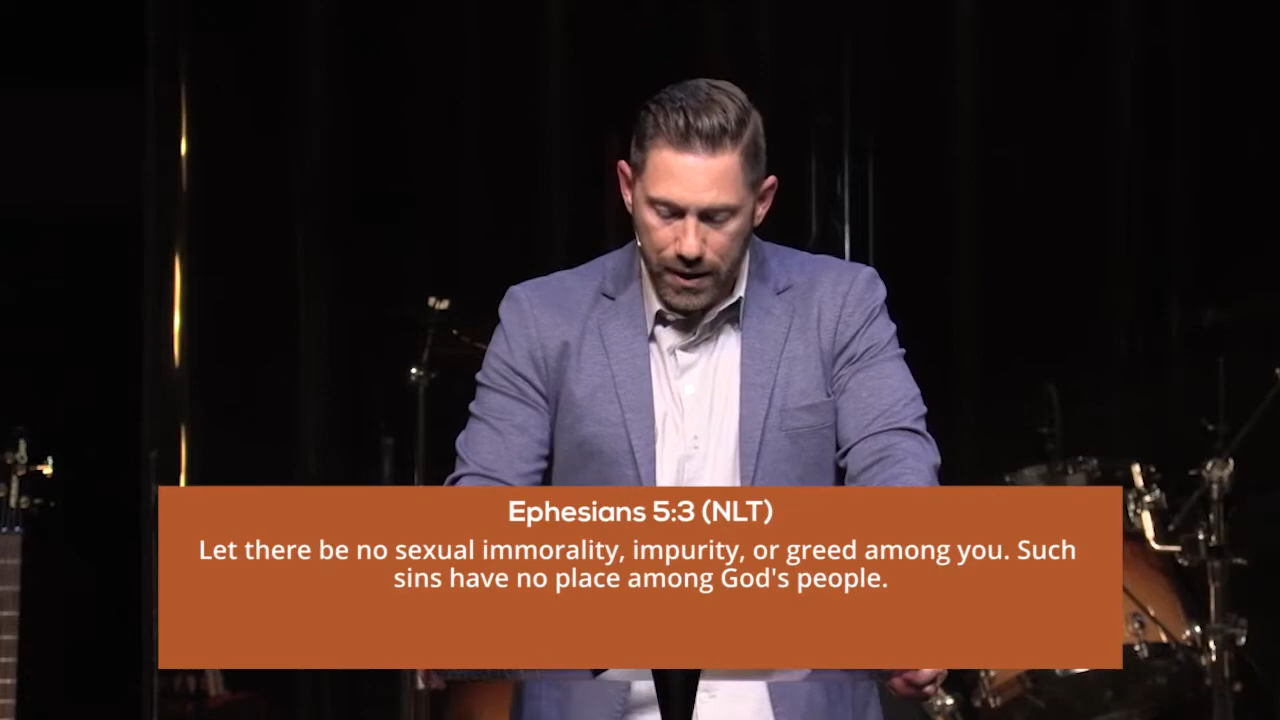 Ephesians 5:3 (NLT)
Let there be no sexual immorality, impurity, or greed among you. Such
sins have no place among God's people.